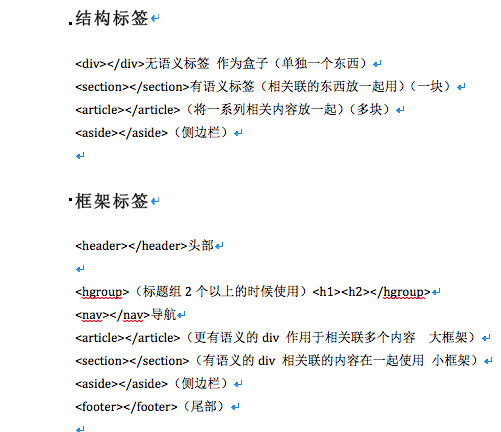 结构标签
<div></div>无语义标签 作为盒子（单独一个东西）
<section></section>有语义标签（相关联的东西放一起用）（一块）
<article></article>（将一系列相关内容放一起）（多块）
<aside></aside>（侧边栏）
框架标签
<header></header>头部
<hgroup>（标题组 2 个以上的时候使用）<h1><h2></hgroup>
<nav></nav>导航
<article></article>（更有语义的 div 作用于相关联多个内容 大框架）
<section></section>（有语义的 div 相关联的内容在一起使用 小框架）
<aside></aside>（侧边栏）
<footer></footer>（尾部）